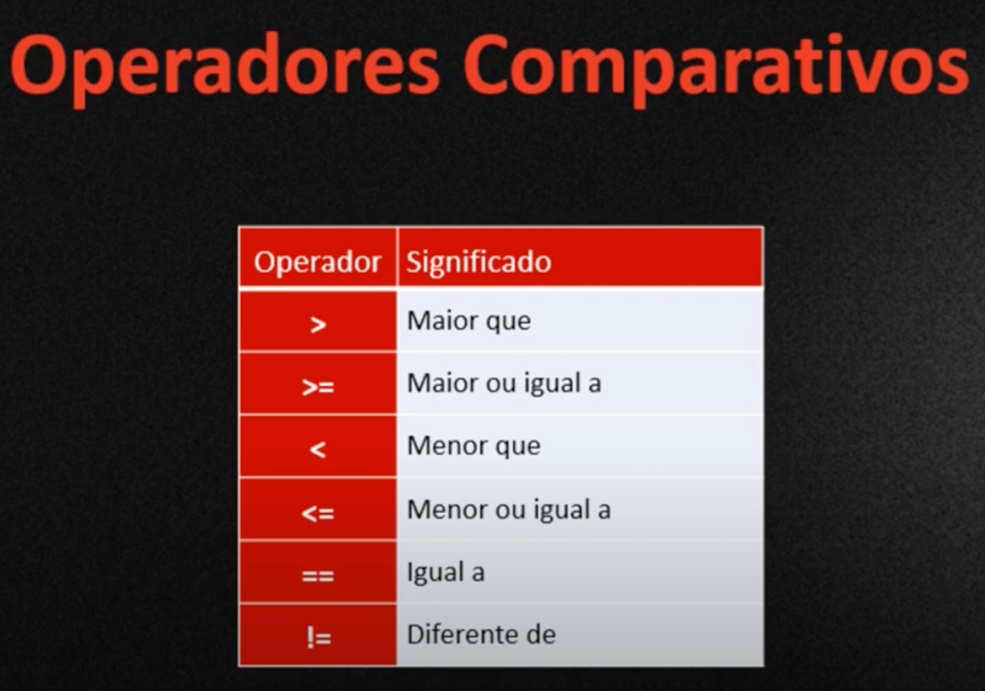 Operadores Comparativos
Operador Significado
> Maior que
>= Maior ou igual a
< Menor que
<= Menor ou igual a
== Igual a
!= Diferente de